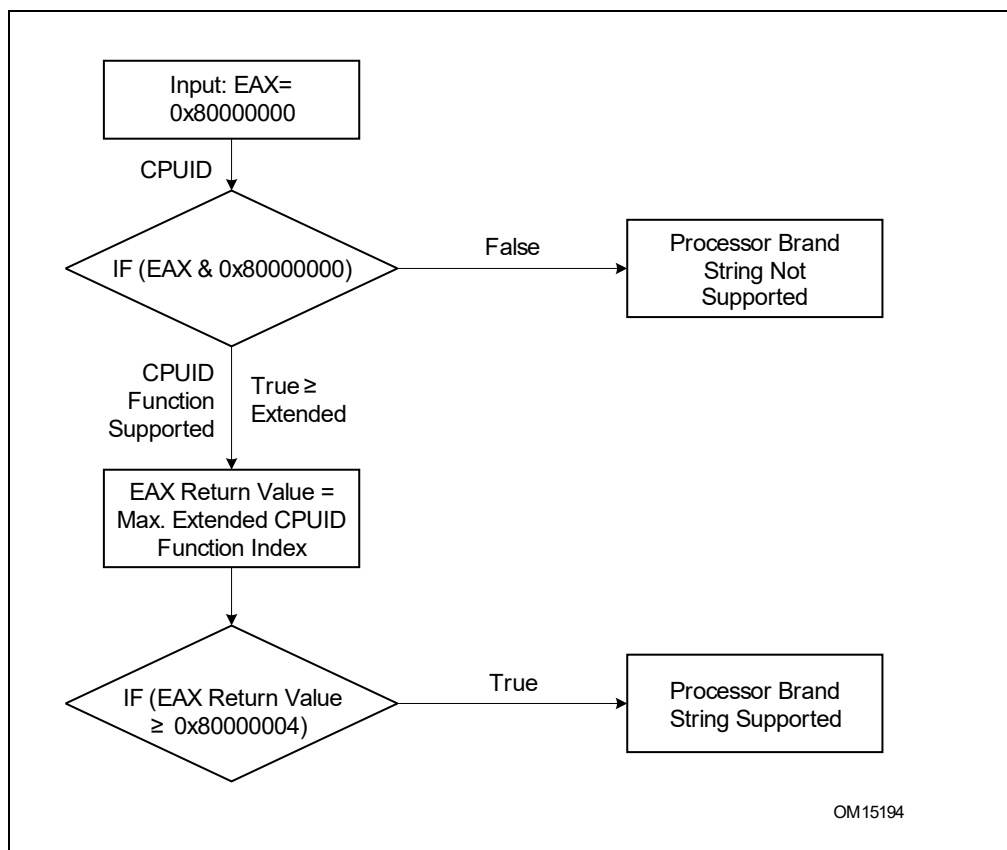 Input: EAX=
0x80000000
CPUID
IF (EAX & 0x80000000)
False
Processor Brand
String Not
Supported
CPUID
Function
Supported
True ≥
Extended
EAX Return Value =
Max. Extended CPUID
Function Index
IF (EAX Return Value
≥ 0x80000004)
True
Processor Brand
String Supported
OM15194